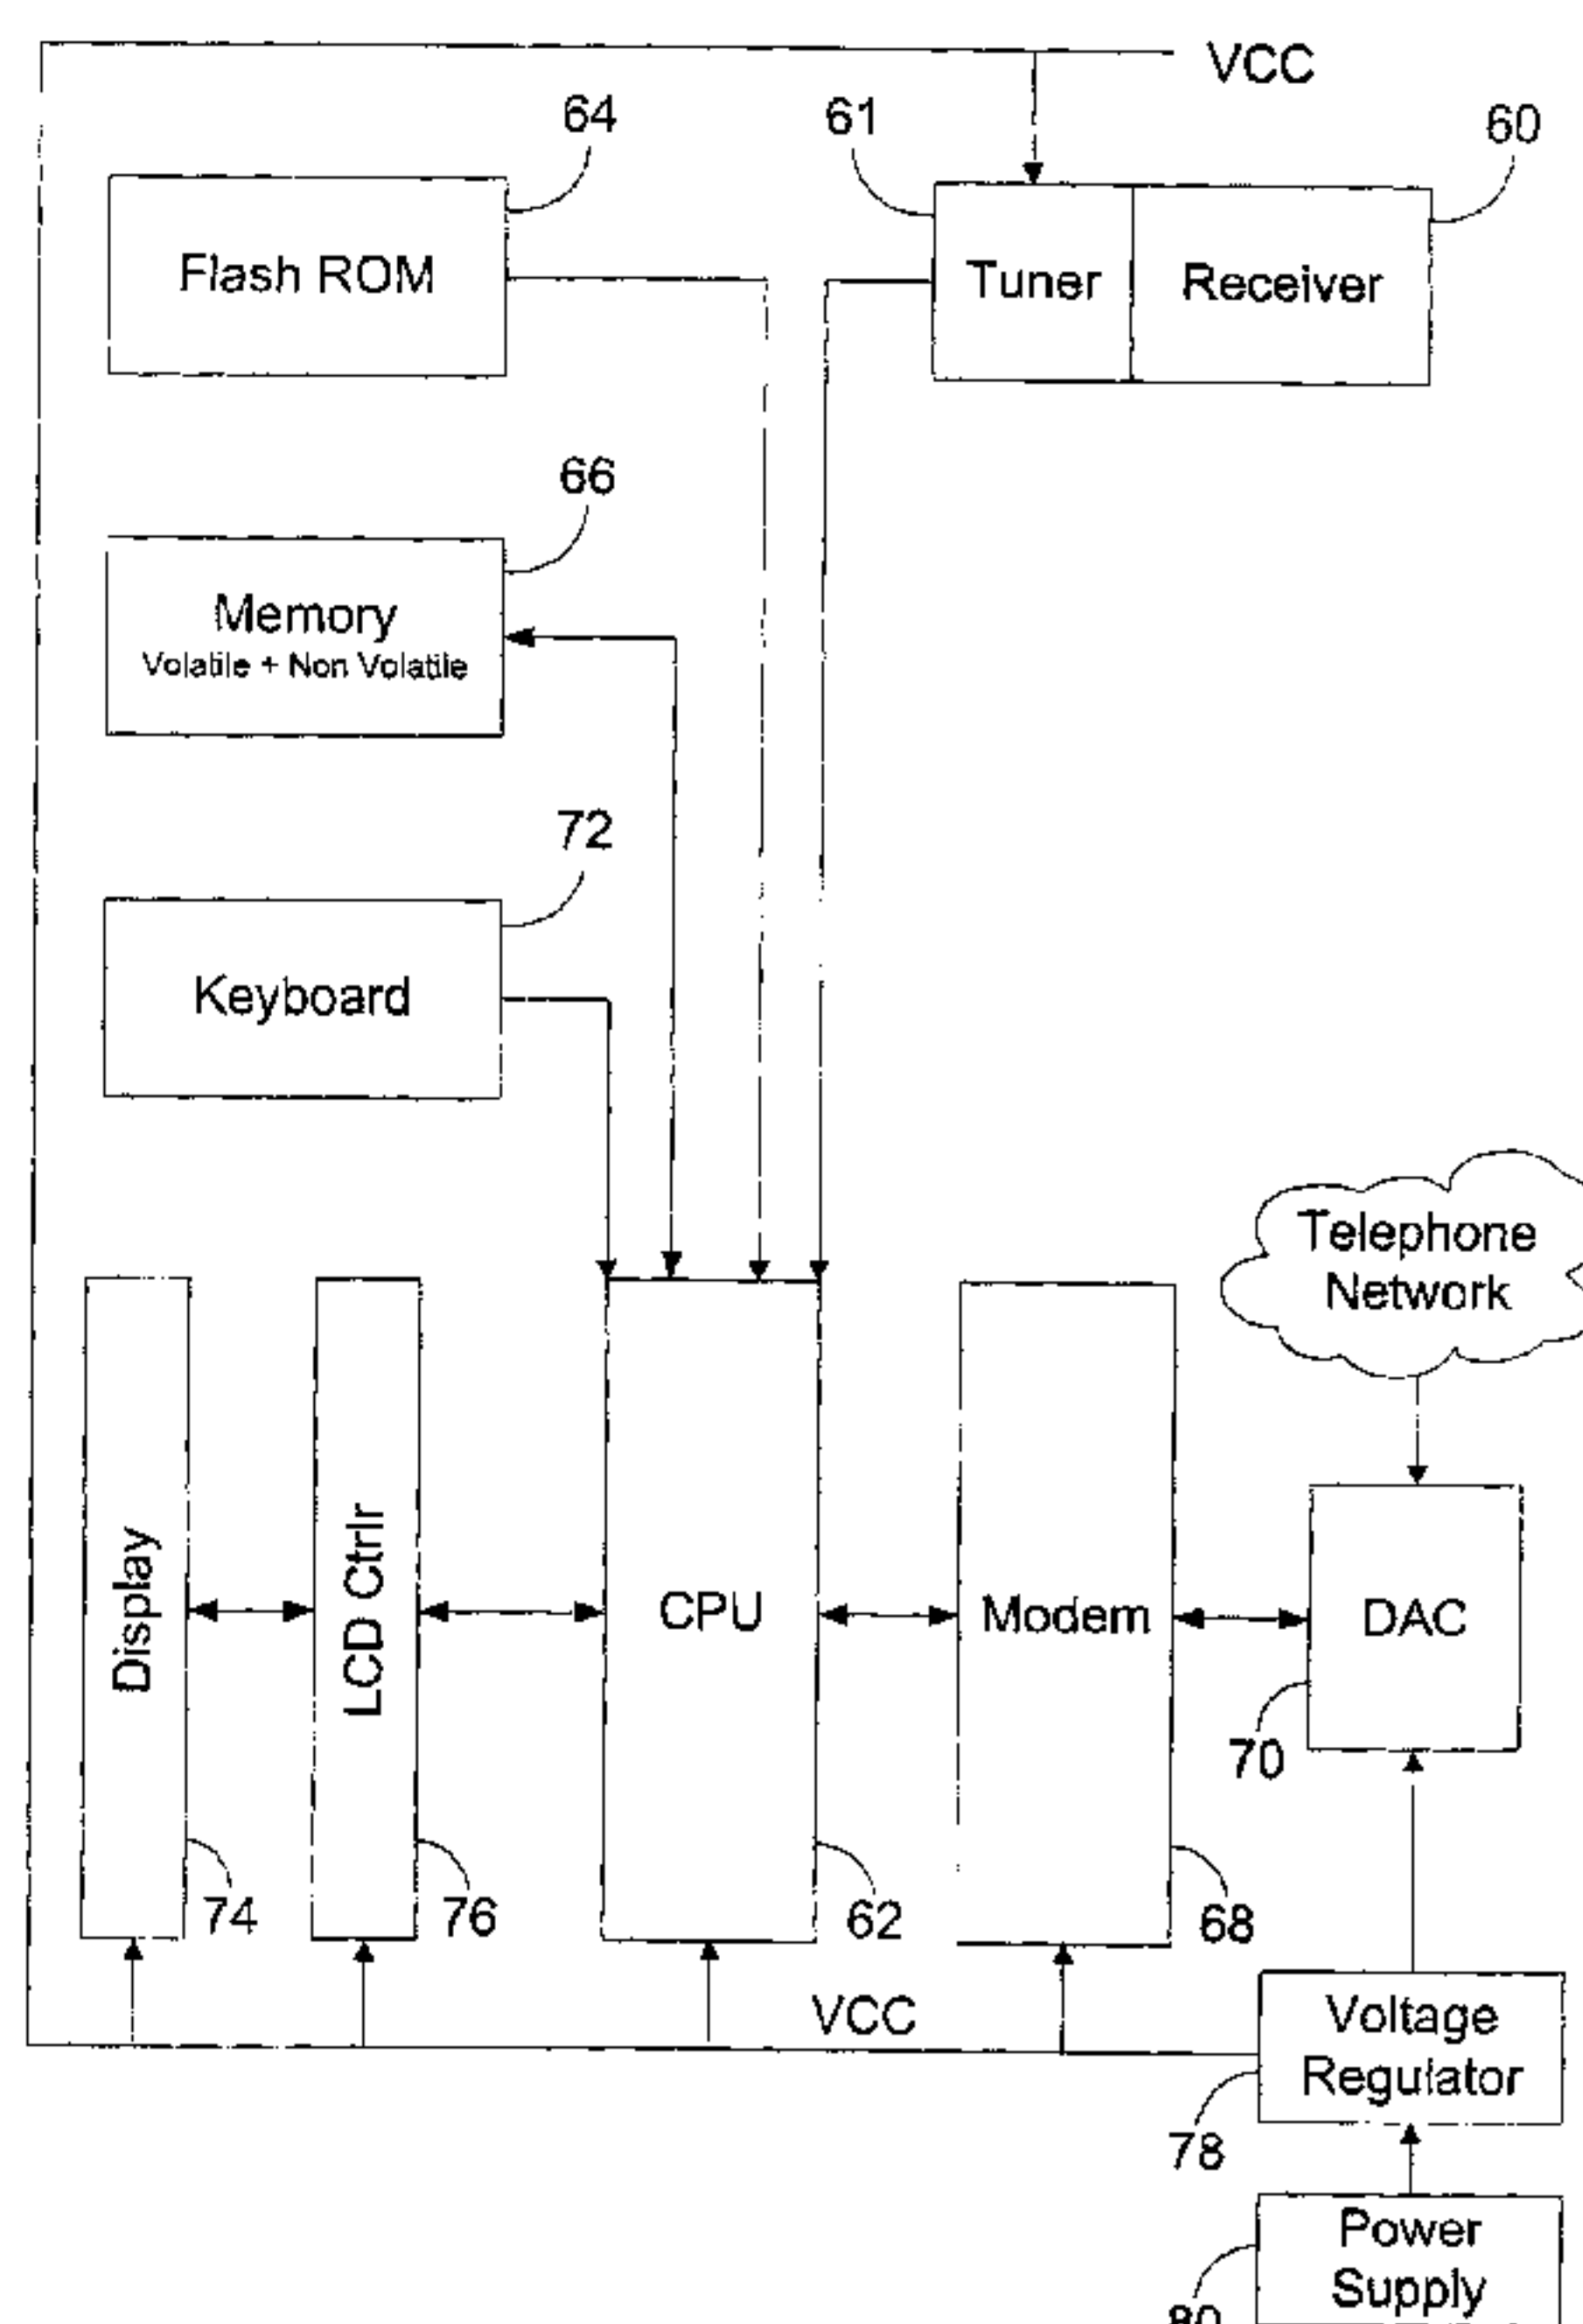 VCC
64
61
60
Flash ROM
Tuner
Receiver
66
Memory
Volatile + Non Volatile
72
Keyboard
Telephone
Network
Display
LCD Ctrlr
CPU
Modem
DAC
70
74
76
62
68
VCC
Voltage
Regulator
78
Power
Supply
80